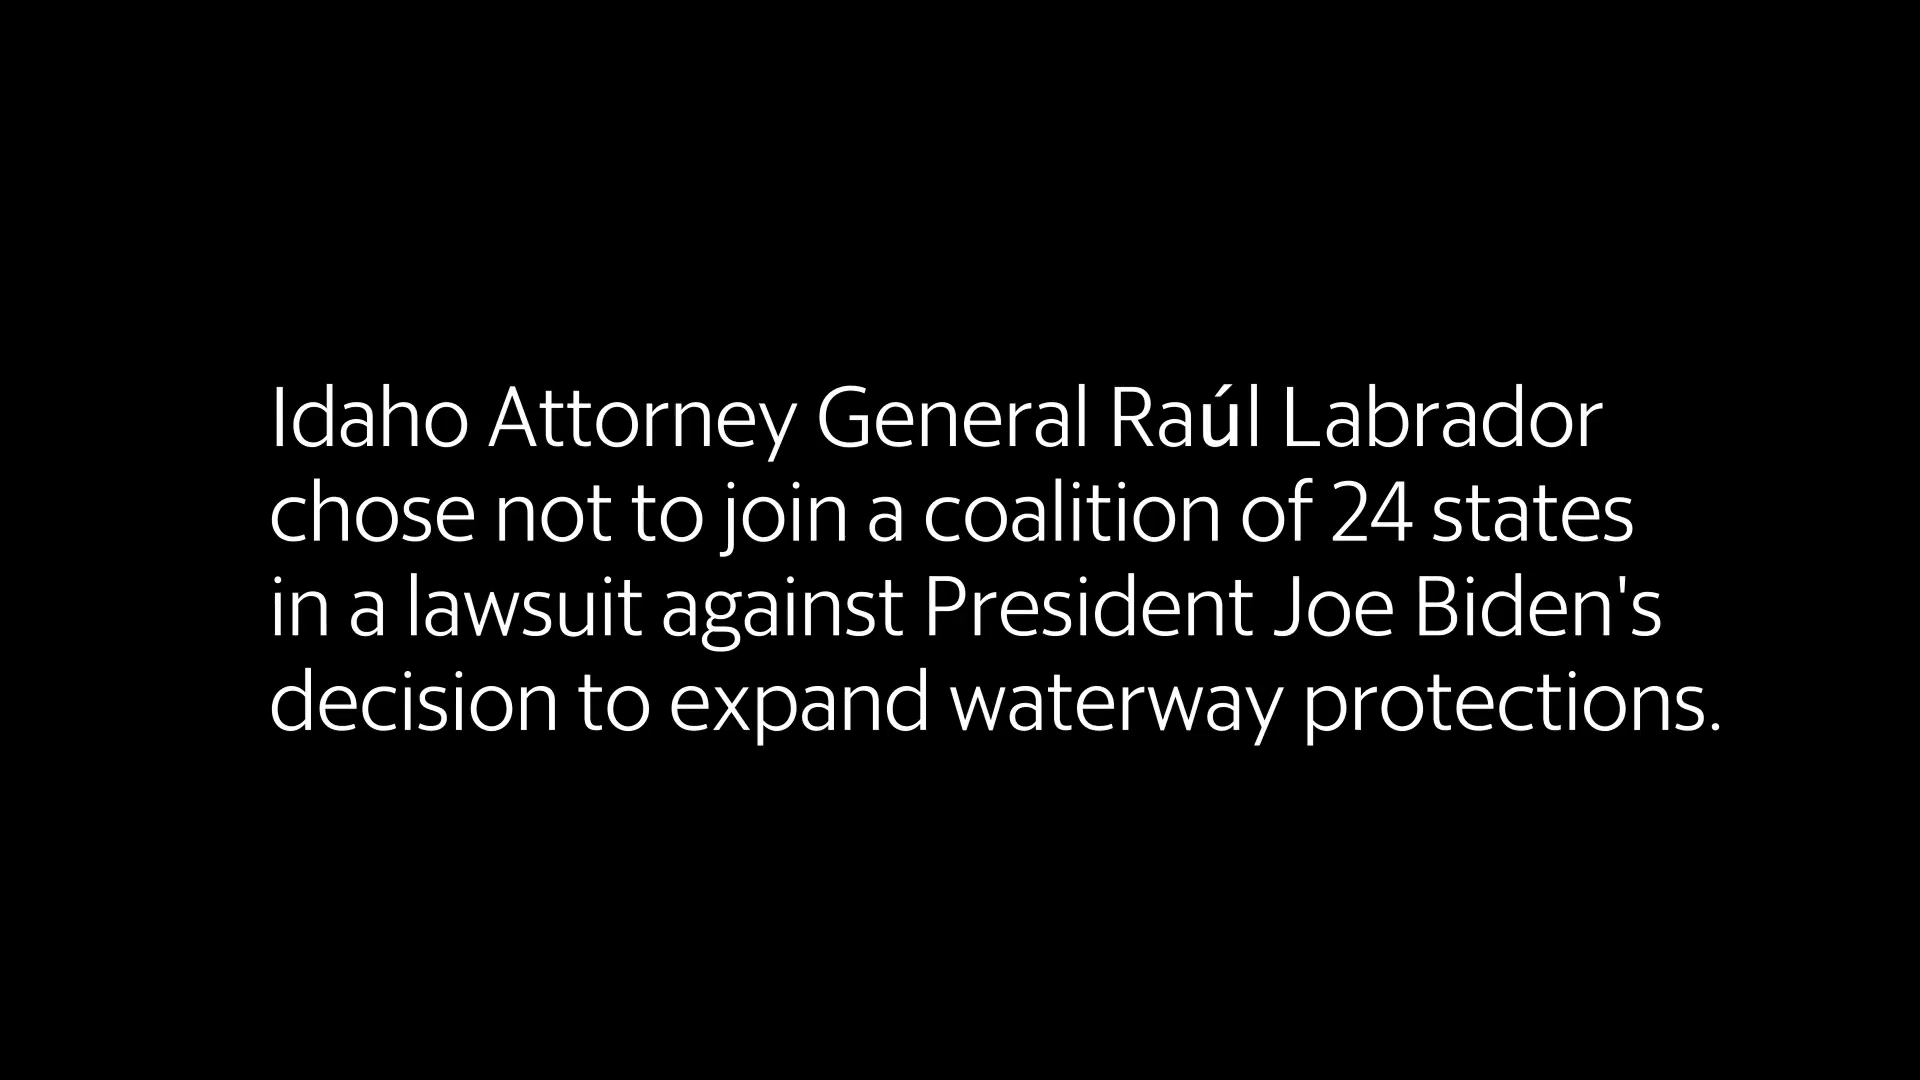 Idaho Attorney General Raúl Labrador
chose not to join a coalition of 24 states
in a lawsuit against President Joe Biden's
decision to expand waterway protections.